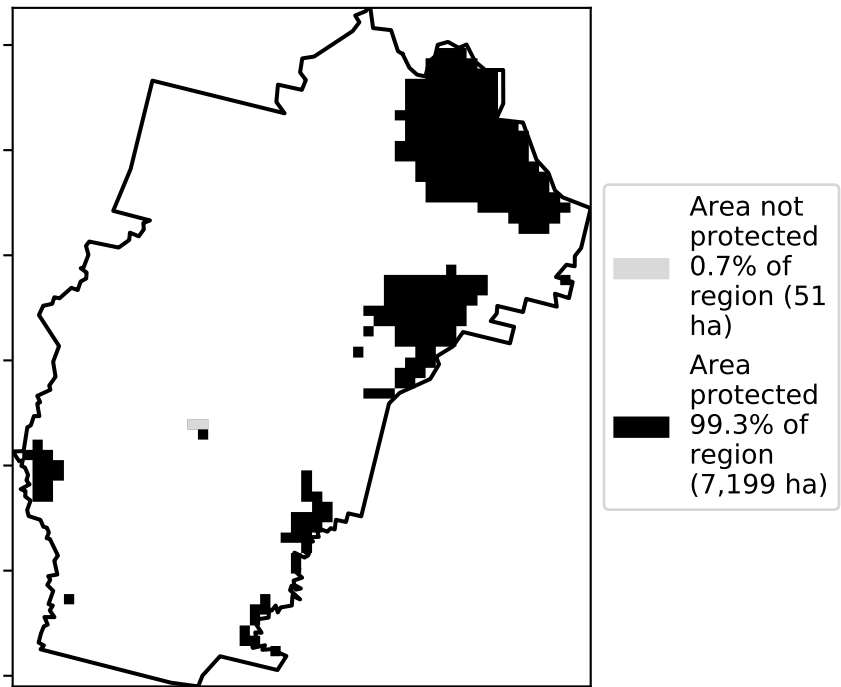 Area not
protected
0.7% of
region (51
ha)
Area
protected
99.3% of
region
(7,199 ha)